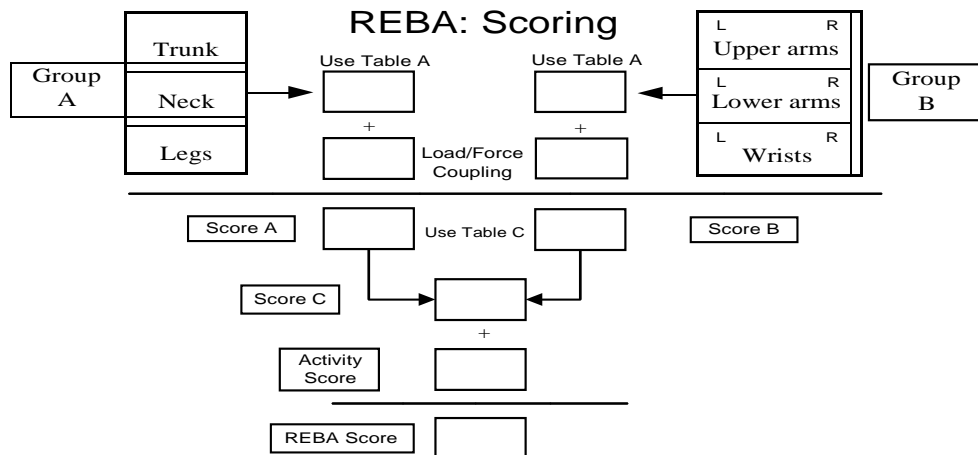 REBA: Scoring
Group
A
Trunk
Neck
Legs
Use Table A
+
Load/Force
Coupling
Use Table A
+
L R
Upper arms
L R
Lower arms
L R
Wrists
Group
B
Score A
Use Table C
Score B
Score C
+
Activity
Score
REBA Score